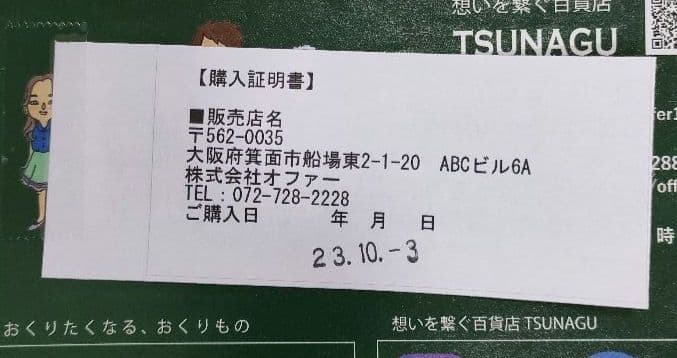 想いを繋ぐ百貨店
TSUNAGU
【購入証明書】
■販売店名
〒562-0035
大阪府箕面市船場東2-1-20 ABCビル6A
株式会社オファー
TEL：072-728-2228
ご購入日 年 月 日
23.10.-3
fer1
288
/off
時
おくりたくなる、おくりもの
想いを繋ぐ百貨店 TSUNAGU